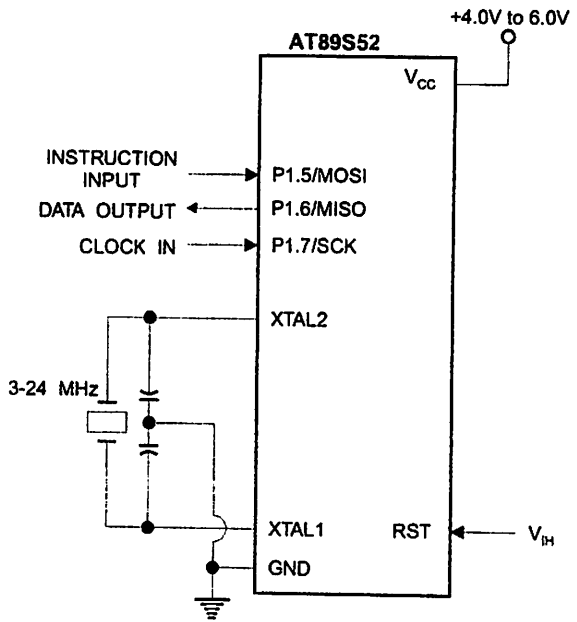 +4.0V to 6.0V
AT89S52
VCC
INSTRUCTION
INPUT
P1.5/MOSI
DATA OUTPUT
P1.6/MISO
CLOCK IN
P1.7/SCK
XTAL2
3-24 MHz
XTAL1
RST
VIH
GND